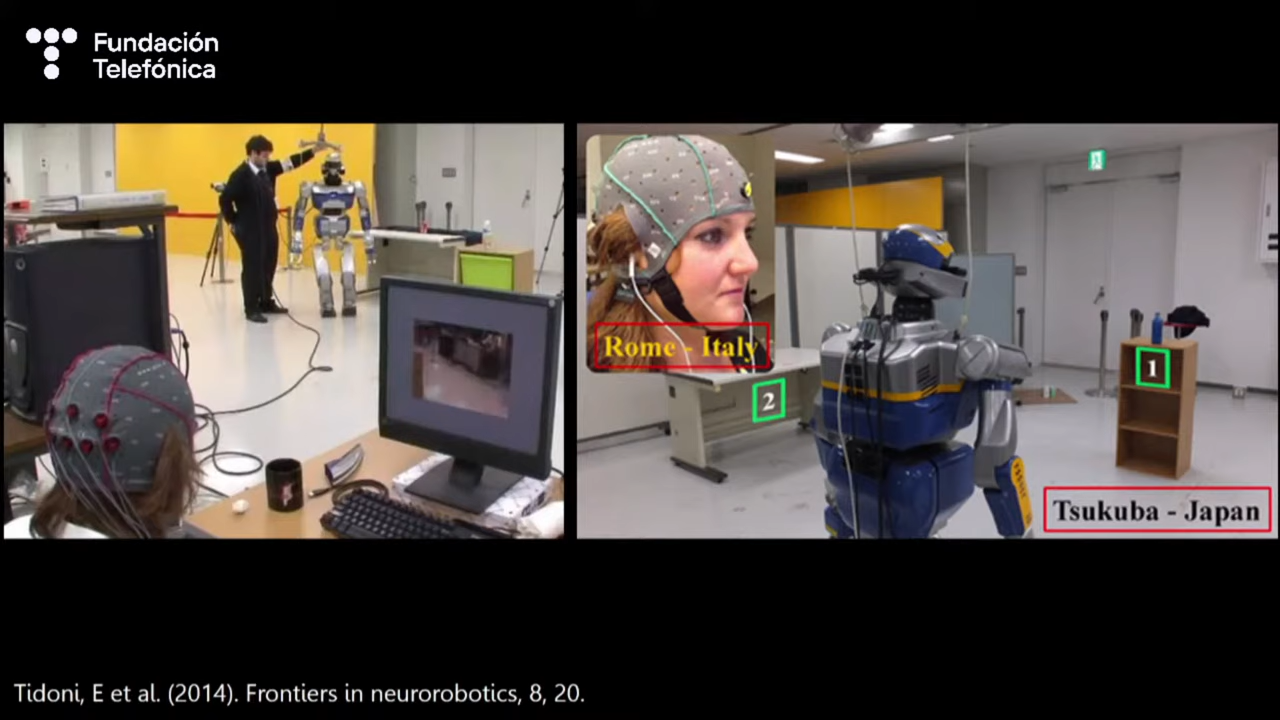 Fundación
Telefónica
Rome - Italy
2
1
Tsukuba - Japan
Tidoni, E et al. (2014). Frontiers in neurorobotics, 8, 20.